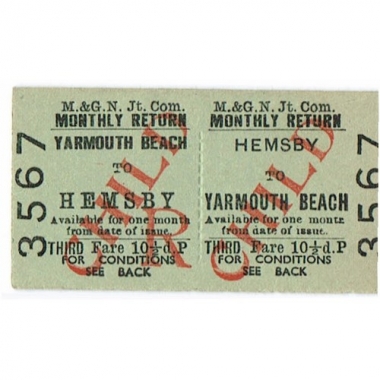 M.&G.N. Jt. Com.
MONTHLY RETURN
YARMOUTH BEACH
TO
HEMSBY
Available for one month
from date of issue.
THIRD Fare 10½d.P
FOR CONDITIONS
SEE BACK
CHILD
R
3567
M.&G.N. Jt. Com.
MONTHLY RETURN
HEMSBY
TO
YARMOUTH BEACH
Available for one month
from date of issue.
THIRD Fare 10½d.P
FOR CONDITIONS
SEE BACK
CHILD
3567